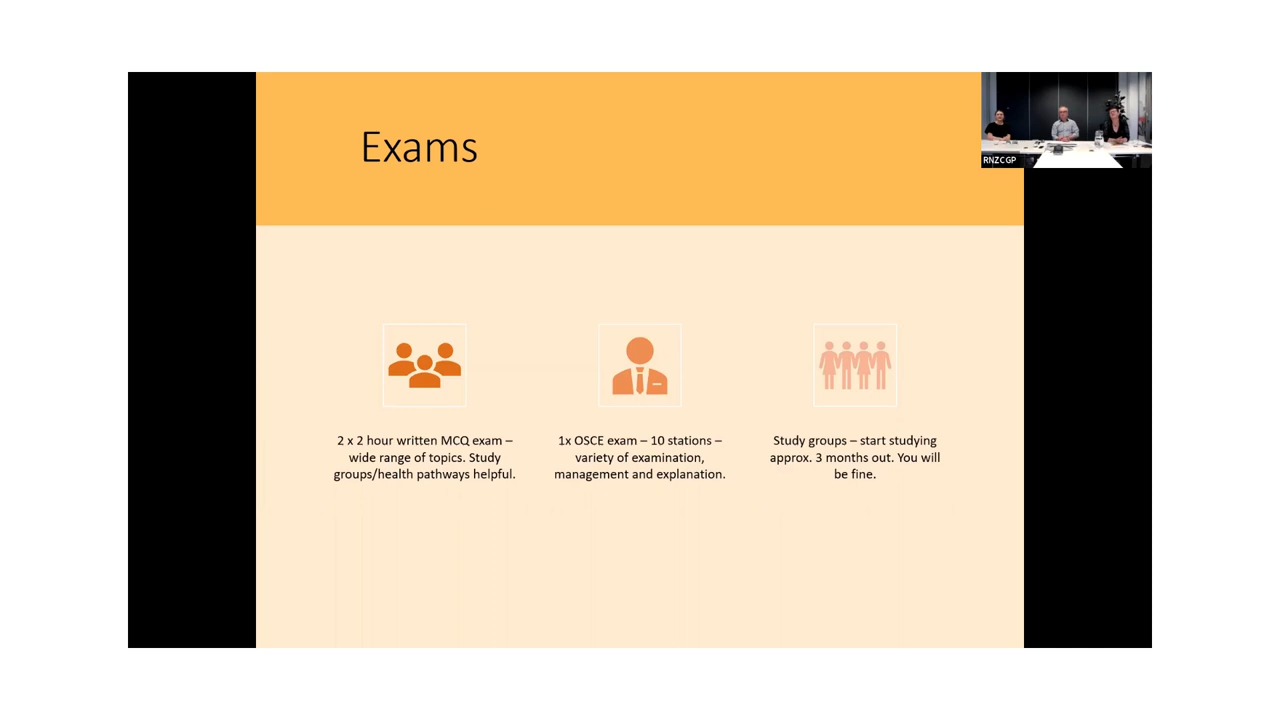 Exams
RNZCGP
2 x 2 hour written MCQ exam –
wide range of topics. Study
groups/health pathways helpful.
1x OSCE exam – 10 stations –
variety of examination,
management and explanation.
Study groups – start studying
approx. 3 months out. You will
be fine.